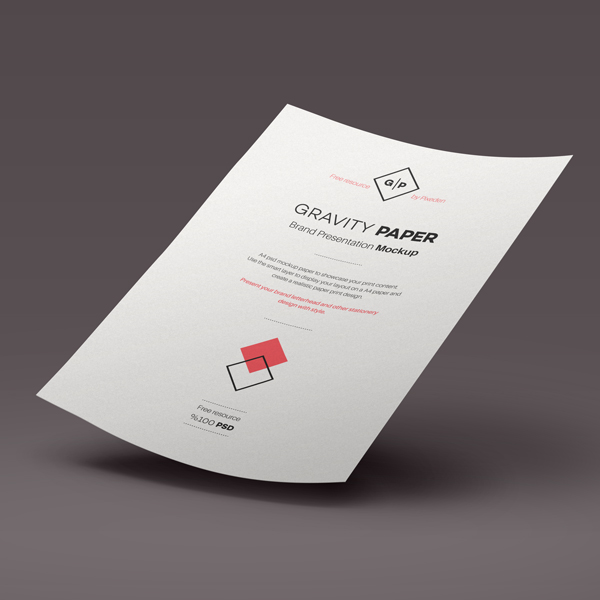 Free resource G/P by Pixeden
GRAVITY PAPER
Brand Presentation Mockup
A4 psd mockup paper to showcase your print content.
Use the smart layer to display your layout on a A4 paper and
create a realistic paper print design.
Present your brand letterhead and other stationery
design with style.
Free resource
%100 PSD